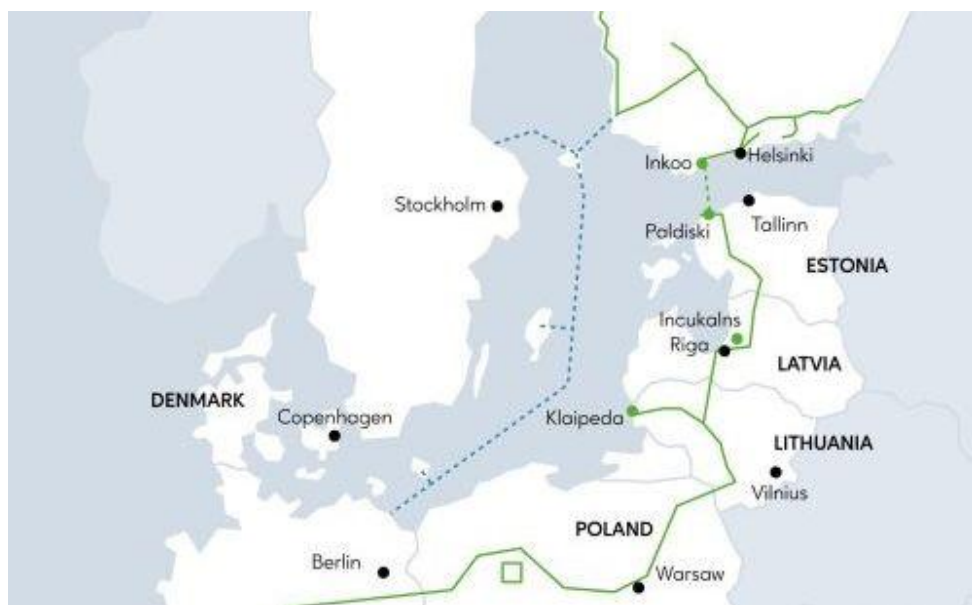 Inkoo
Helsinki
Stockholm
Paldiski
Tallinn
ESTONIA
Incukalns
Riga
LATVIA
DENMARK
Copenhagen
Klaipeda
LITHUANIA
Vilnius
POLAND
Berlin
Warsaw